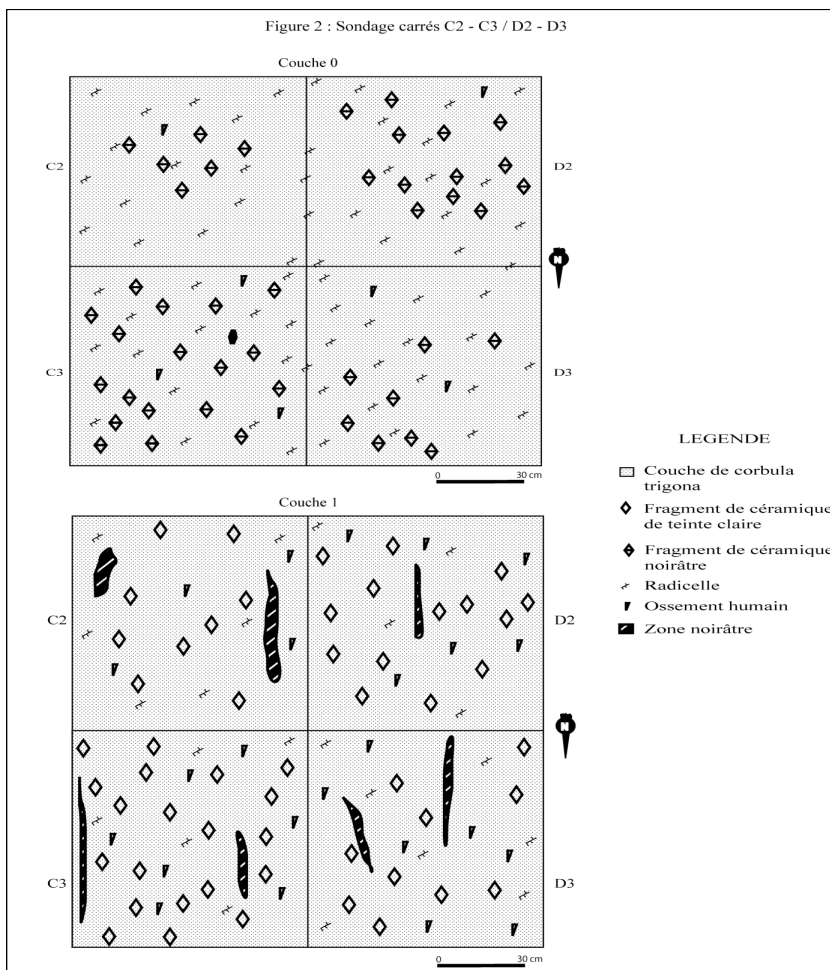 Figure 2 : Sondage carrés C2 - C3 / D2 - D3
Couche 0
C2
D2
N
C3
D3
0 30 cm
LEGENDE
Couche de corbula
trigona
Fragment de céramique
de teinte claire
Fragment de céramique
noirâtre
Radicelle
Ossement humain
Zone noirâtre
Couche 1
C2
D2
N
C3
D3
0 30 cm